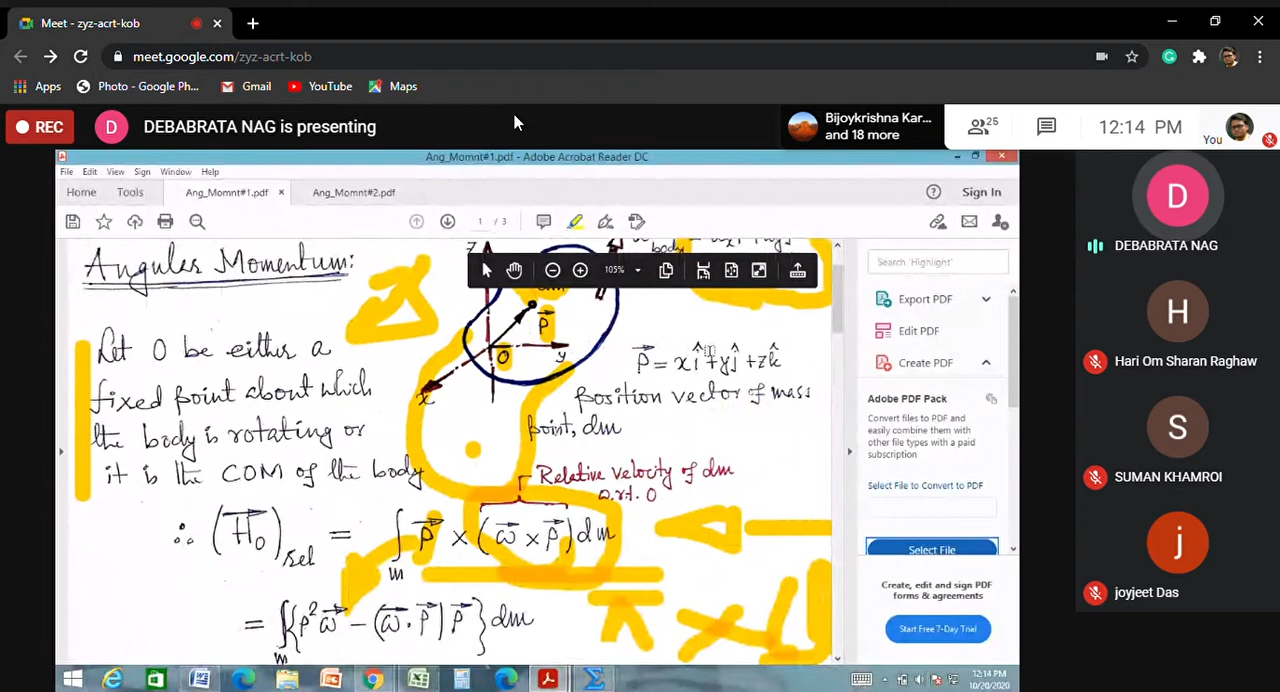 Meet - zyz-acrt-kob
meet.google.com/zyz-acrt-kob
Apps Photo - Google Ph... Gmail YouTube Maps
REC D DEBABRATA NAG is presenting
Bijoykrishna Kar...
and 18 more
25
12:14 PM
You
Ang_Momnt#1.pdf - Adobe Acrobat Reader DC
File Edit View Sign Window Help
Home Tools Ang_Momnt#1.pdf × Ang_Momnt#2.pdf
Sign In
1 / 3
105%
Angular Momentum:
body
z
dm
ρ⃗
O
y
x
Let O be either a
fixed point about which
the body is rotating or
it is the COM of the body
ρ⃗ = xî + yĵ + zk̂
position vector of mass
point, dm
Relative velocity of dm
w.r.t. O
∴ (H⃗₀)rel = ∫m ρ⃗ × (ω⃗ × ρ⃗) dm
= ∫m {ρ²ω⃗ − (ω⃗ · ρ⃗) ρ⃗} dm
Search 'Highlight'
Export PDF
Edit PDF
Create PDF
Adobe PDF Pack
Convert files to PDF and
easily combine them with
other file types with a paid
subscription
Select File to Convert to PDF
Select File
Create, edit and sign PDF
forms & agreements
Start Free 7-Day Trial
D
DEBABRATA NAG
H
Hari Om Sharan Raghaw
S
SUMAN KHAMROI
j
joyjeet Das
12:14 PM
10/20/2020